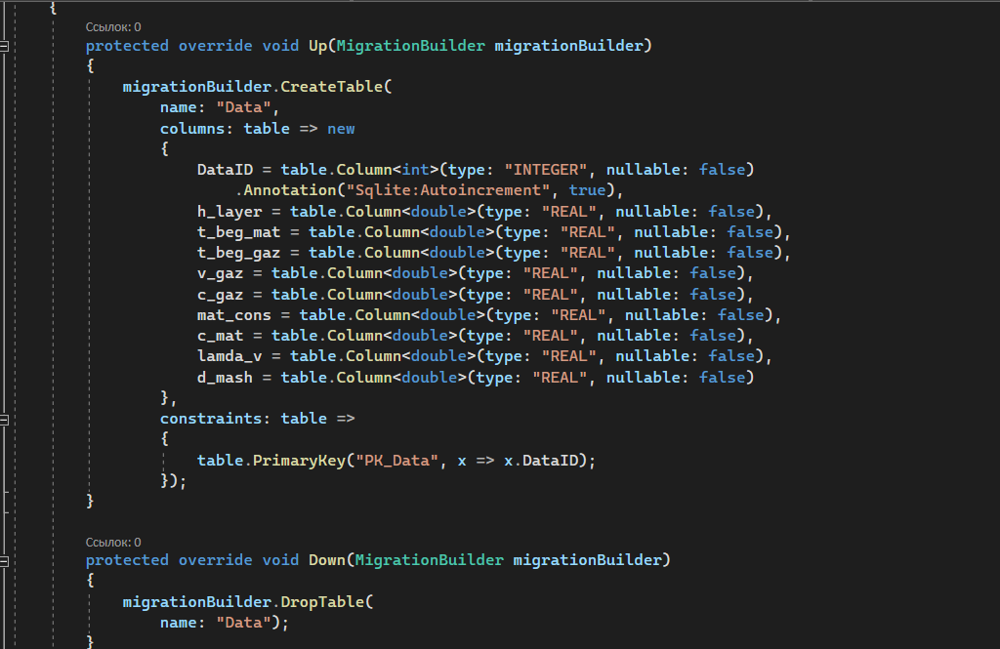 {
Ссылок: 0
protected override void Up(MigrationBuilder migrationBuilder)
{
migrationBuilder.CreateTable(
name: "Data",
columns: table => new
{
DataID = table.Column<int>(type: "INTEGER", nullable: false)
.Annotation("Sqlite:Autoincrement", true),
h_layer = table.Column<double>(type: "REAL", nullable: false),
t_beg_mat = table.Column<double>(type: "REAL", nullable: false),
t_beg_gaz = table.Column<double>(type: "REAL", nullable: false),
v_gaz = table.Column<double>(type: "REAL", nullable: false),
c_gaz = table.Column<double>(type: "REAL", nullable: false),
mat_cons = table.Column<double>(type: "REAL", nullable: false),
c_mat = table.Column<double>(type: "REAL", nullable: false),
lamda_v = table.Column<double>(type: "REAL", nullable: false),
d_mash = table.Column<double>(type: "REAL", nullable: false)
},
constraints: table =>
{
table.PrimaryKey("PK_Data", x => x.DataID);
});
}
Ссылок: 0
protected override void Down(MigrationBuilder migrationBuilder)
{
migrationBuilder.DropTable(
name: "Data");
}